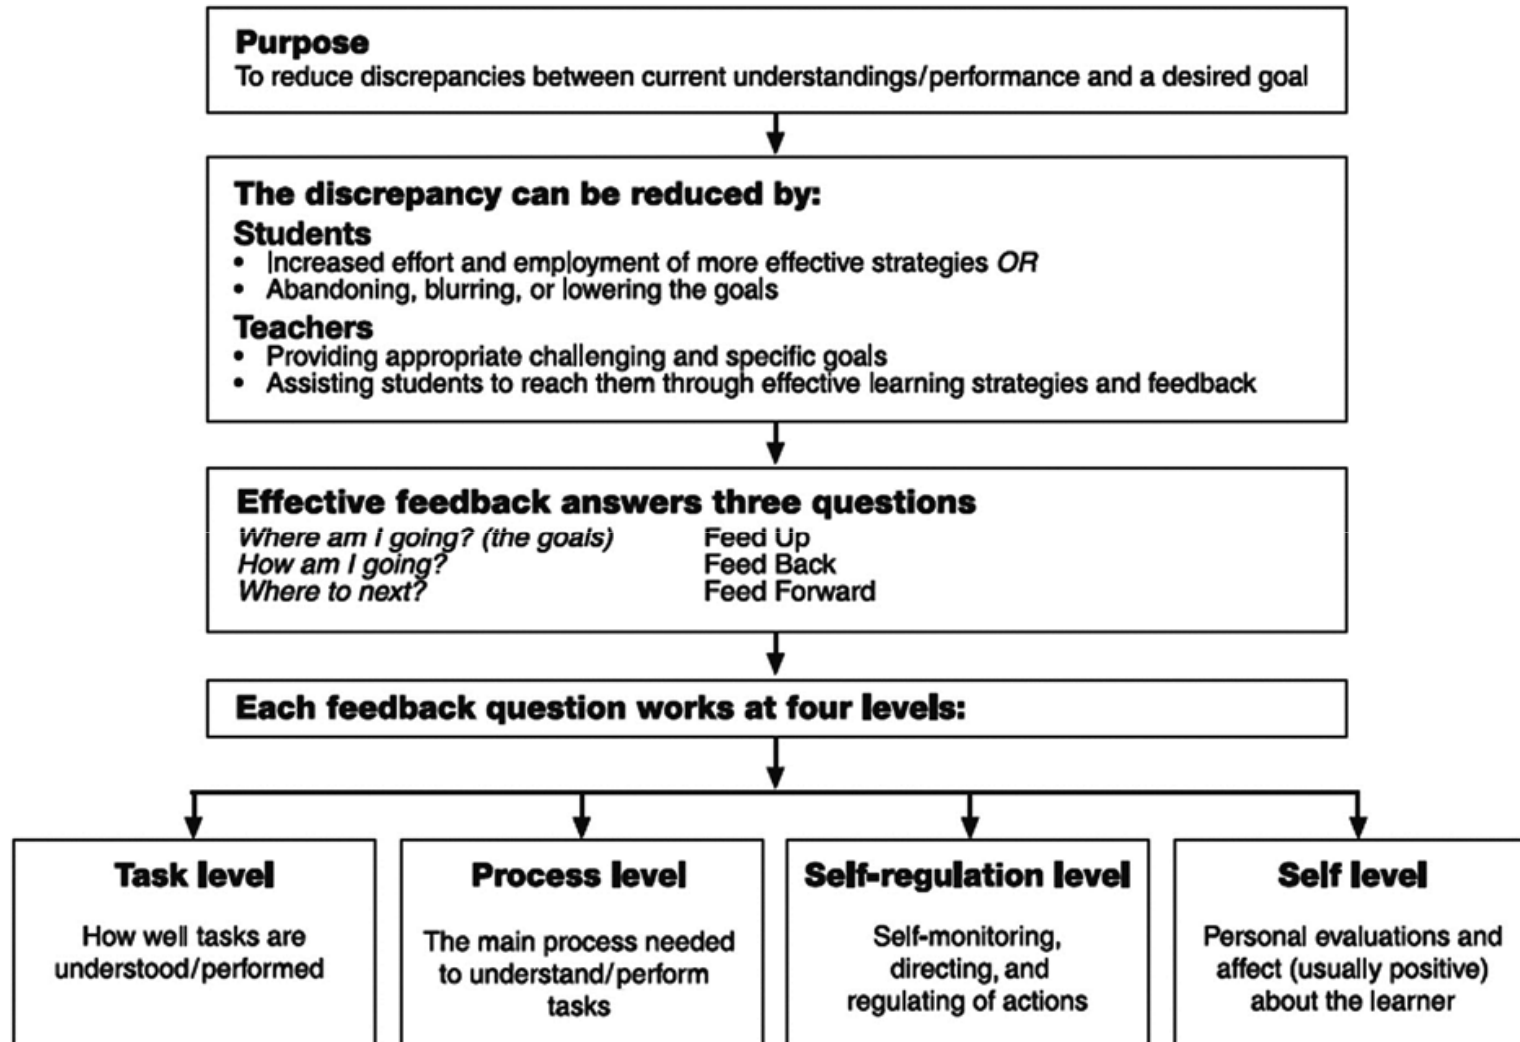 Purpose
To reduce discrepancies between current understandings/performance and a desired goal
The discrepancy can be reduced by:
Students
• Increased effort and employment of more effective strategies OR
• Abandoning, blurring, or lowering the goals
Teachers
• Providing appropriate challenging and specific goals
• Assisting students to reach them through effective learning strategies and feedback
Effective feedback answers three questions
Where am I going? (the goals) Feed Up
How am I going? Feed Back
Where to next? Feed Forward
Each feedback question works at four levels:
Task level
How well tasks are
understood/performed
Process level
The main process needed
to understand/perform
tasks
Self-regulation level
Self-monitoring,
directing, and
regulating of actions
Self level
Personal evaluations and
affect (usually positive)
about the learner